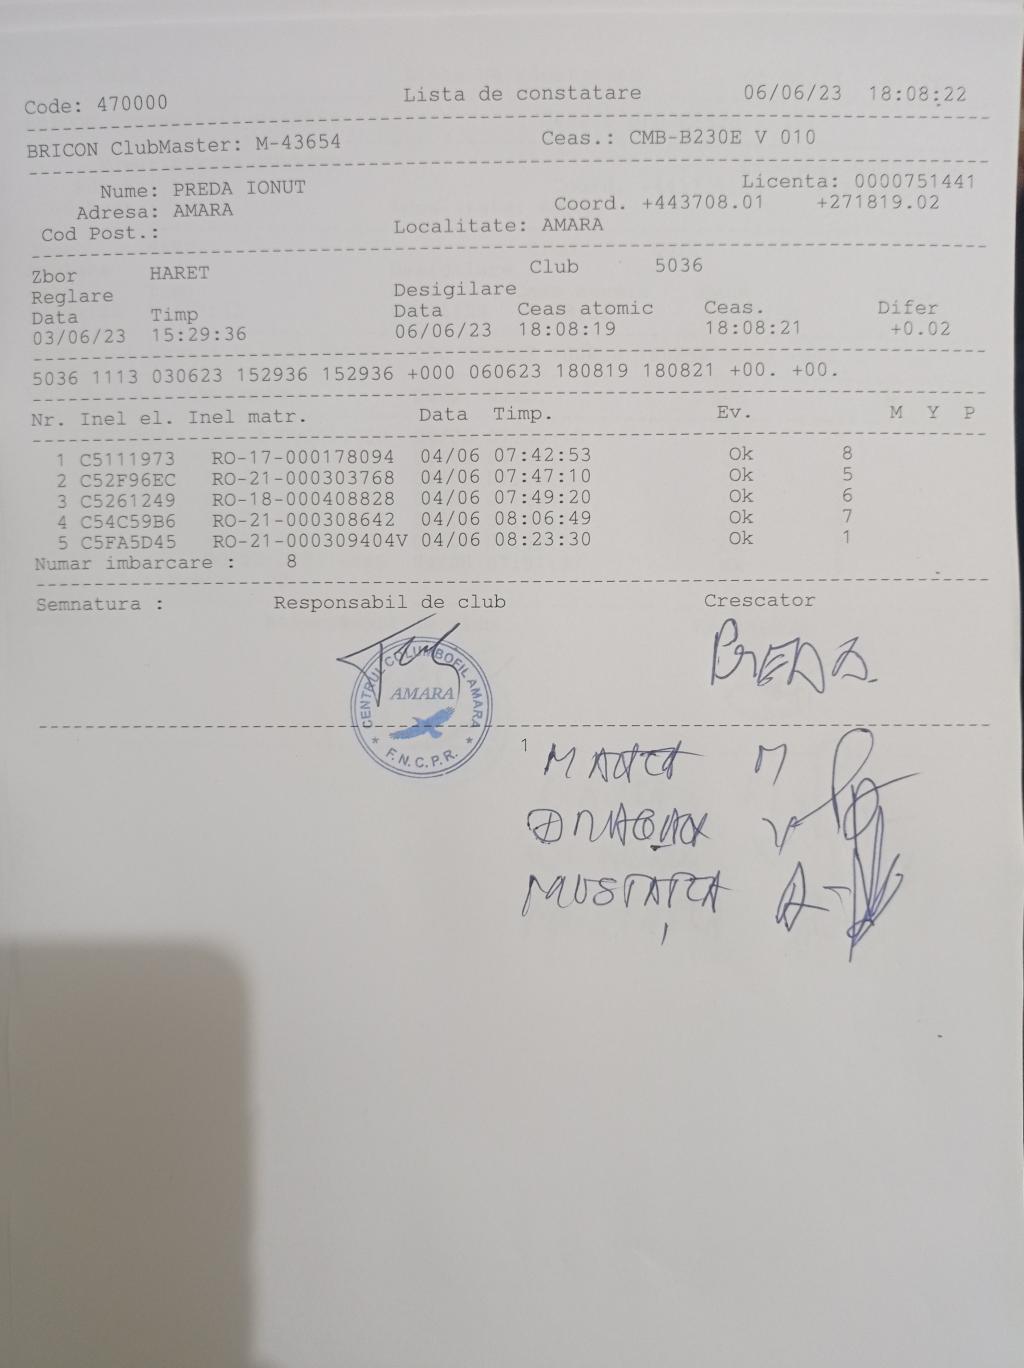 Code: 470000 Lista de constatare 06/06/23 18:08:22
BRICON ClubMaster: M-43654 Ceas.: CMB-B230E V 010
Nume: PREDA IONUT Licenta: 0000751441
Adresa: AMARA Coord. +443708.01 +271819.02
Cod Post.: Localitate: AMARA
Zbor HARET Club 5036
Reglare Desigilare
Data Timp Data Ceas atomic Ceas. Difer
03/06/23 15:29:36 06/06/23 18:08:19 18:08:21 +0.02
5036 1113 030623 152936 152936 +000 060623 180819 180821 +00. +00.
Nr. Inel el. Inel matr. Data Timp. Ev. M Y P
1 C5111973 RO-17-000178094 04/06 07:42:53 Ok 8
2 C52F96EC RO-21-000303768 04/06 07:47:10 Ok 5
3 C5261249 RO-18-000408828 04/06 07:49:20 Ok 6
4 C54C59B6 RO-21-000308642 04/06 08:06:49 Ok 7
5 C5FA5D45 RO-21-000309404V 04/06 08:23:30 Ok 1
Numar imbarcare : 8
Semnatura : Responsabil de club Crescator
PREDA
CENTRUL COLUMBOFIL AMARA
AMARA
F.N.C.P.R.
1
MUSTATEA A